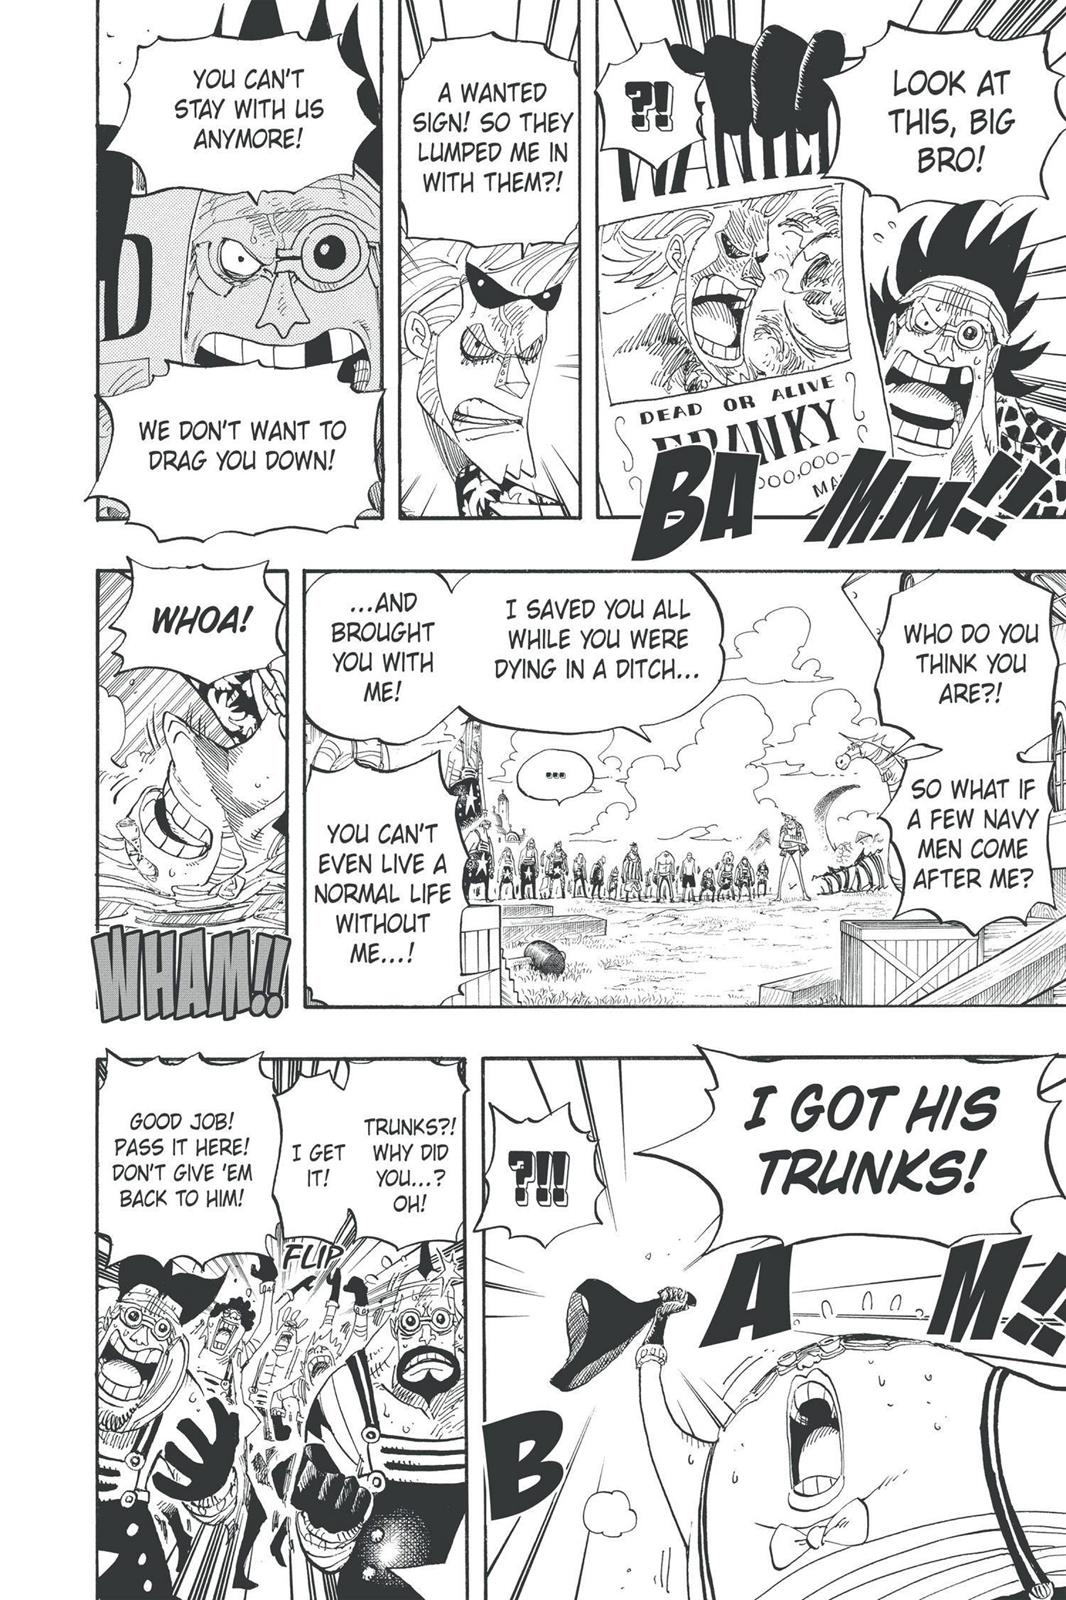 LOOK AT
THIS, BIG
BRO!
?!
WANTED
DEAD OR ALIVE
FRANKY
BAMM!!
A WANTED
SIGN! SO THEY
LUMPED ME IN
WITH THEM?!
YOU CAN'T
STAY WITH US
ANYMORE!
WE DON'T WANT TO
DRAG YOU DOWN!
WHO DO YOU
THINK YOU
ARE?!
SO WHAT IF
A FEW NAVY
MEN COME
AFTER ME?
I SAVED YOU ALL
WHILE YOU WERE
DYING IN A DITCH...
...AND
BROUGHT
YOU WITH
ME!
...
YOU CAN'T
EVEN LIVE A
NORMAL LIFE
WITHOUT
ME...!
WHOA!
WHAM!!
I GOT HIS
TRUNKS!
?!!
BAM!!
TRUNKS?!
WHY DID
YOU...?
OH!
I GET
IT!
FLIP
GOOD JOB!
PASS IT HERE!
DON'T GIVE 'EM
BACK TO HIM!